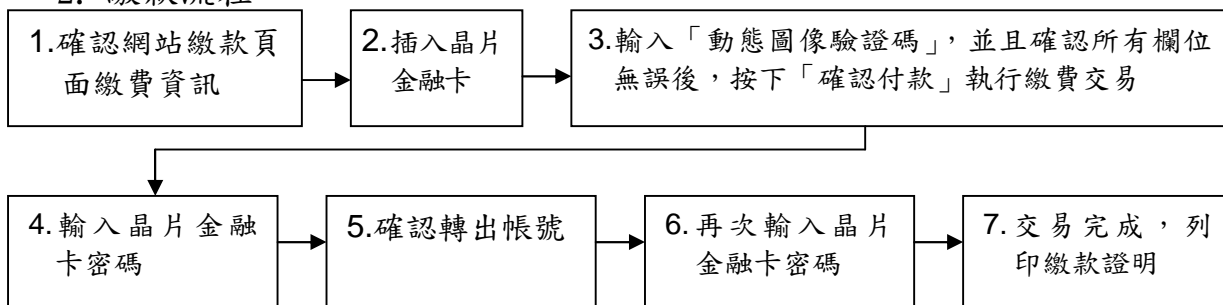 1.確認網站繳款頁
面繳費資訊
2.插入晶片
金融卡
3.輸入「動態圖像驗證碼」,並且確認所有欄位
無誤後,按下「確認付款」執行繳費交易
4.輸入晶片金融
卡密碼
5.確認轉出帳號
6.再次輸入晶片
金融卡密碼
7.交易完成,列
印繳款證明